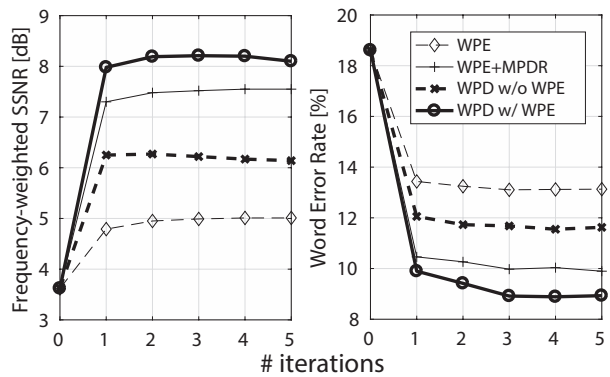 Frequency-weighted SSNR [dB]
9
8
7
6
5
4
3
0 1 2 3 4 5
Word Error Rate [%]
20
18
16
14
12
10
8
0 1 2 3 4 5
WPE
WPE+MPDR
WPD w/o WPE
WPD w/ WPE
# iterations